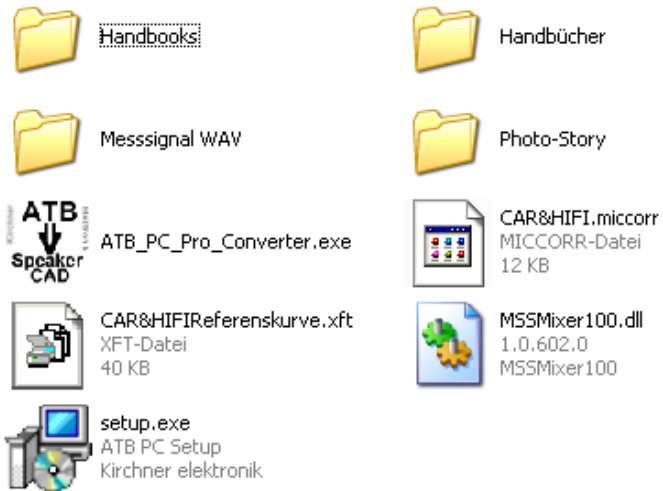 Handbooks
Handbücher
Messsignal WAV
Photo-Story
ATB
Speaker
CAD
ATB_PC_Pro_Converter.exe
CAR&HIFI.miccorr
MICCORR-Datei
12 KB
CAR&HIFIReferenskurve.xft
XFT-Datei
40 KB
MSSMixer100.dll
1.0.602.0
MSSMixer100
setup.exe
ATB PC Setup
Kirchner elektronik